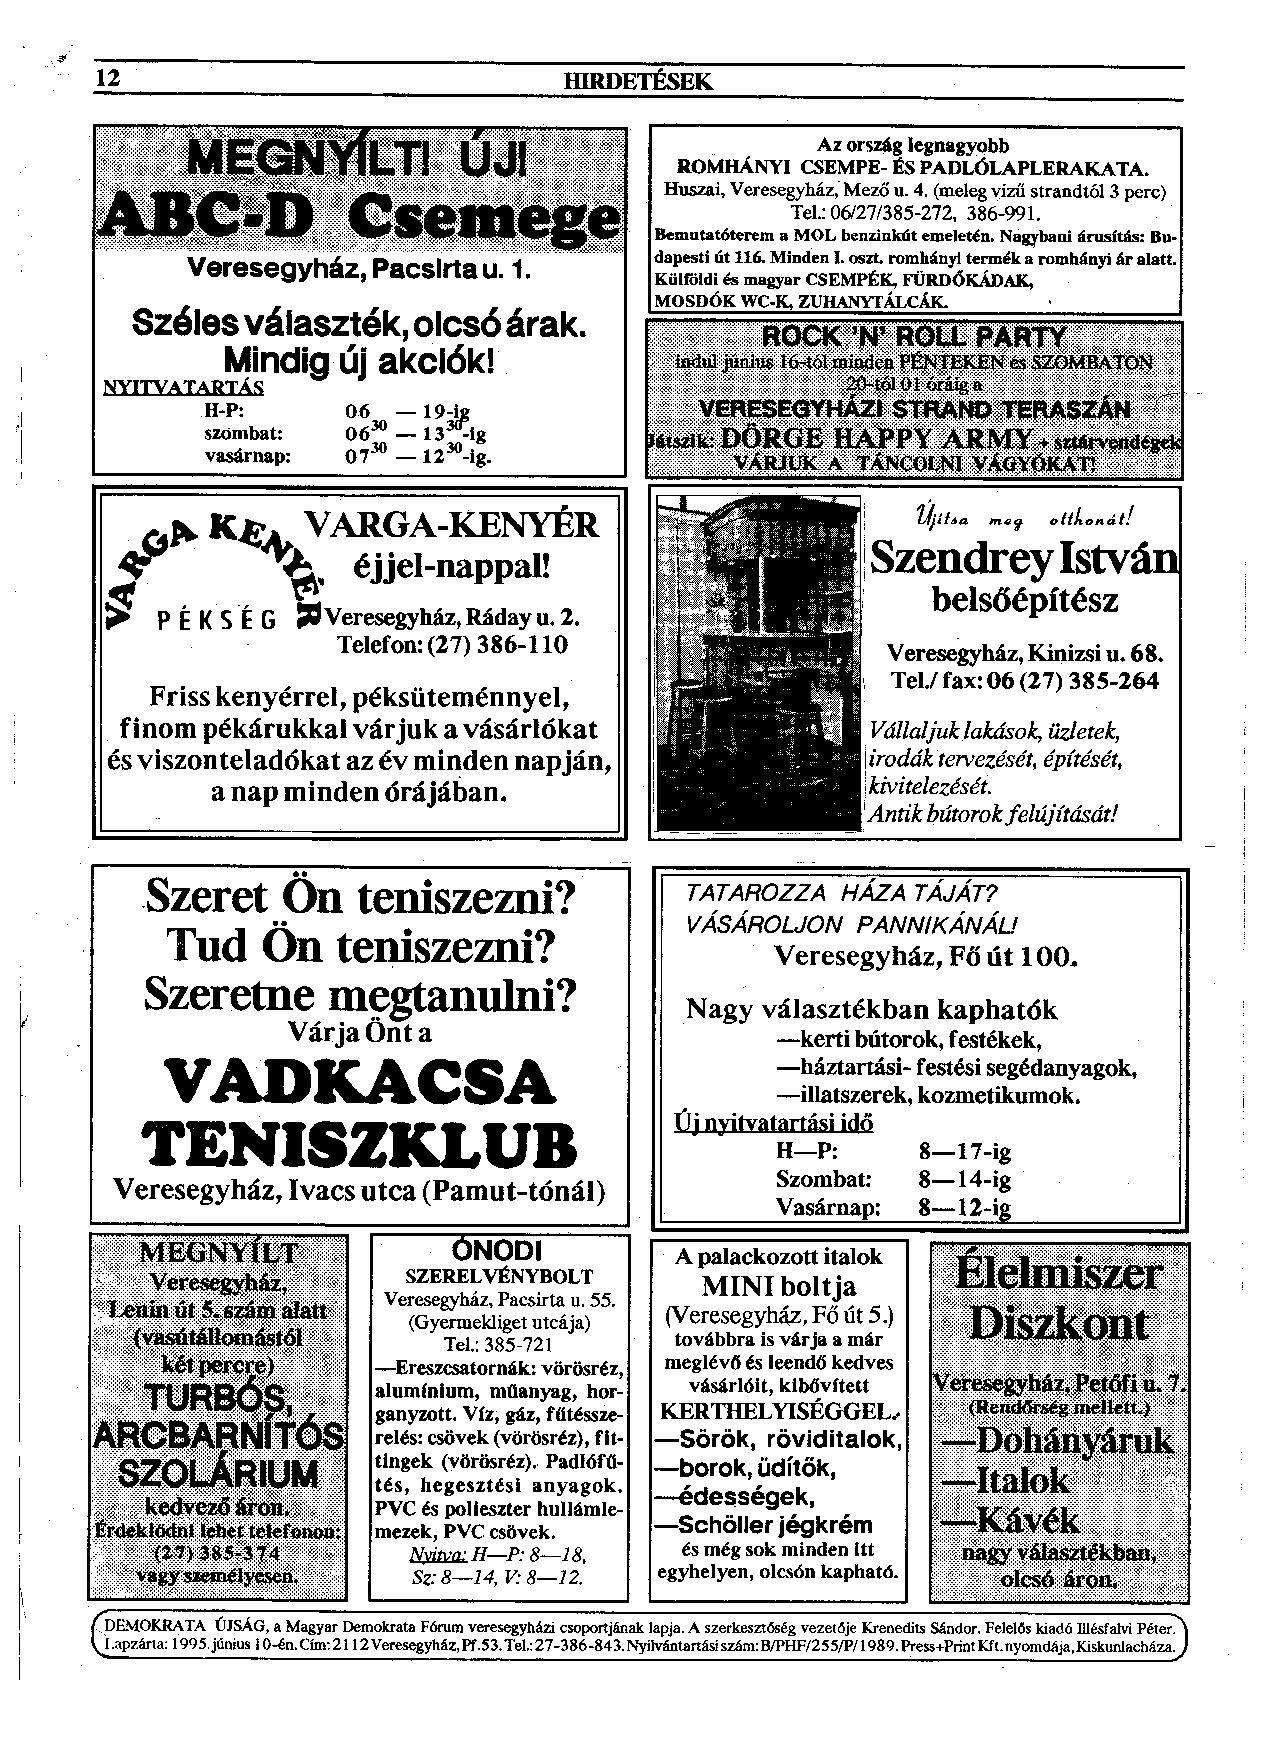 12
HIRDETÉSEK
MEGNYÍLT! ÚJ!
ABC-D Csemege
Veresegyház, Pacsirta u. 1.
Széles választék, olcsó árak.
Mindig új akciók!
NYITVATARTÁS
H-P: 06 — 19-ig
szombat: 06³⁰ — 13³⁰-ig
vasárnap: 07³⁰ — 12³⁰-ig.
Az ország legnagyobb
ROMHÁNYI CSEMPE- ÉS PADLÓLAPLERAKATA.
Huszai, Veresegyház, Mező u. 4. (meleg vizű strandtól 3 perc)
Tel.: 06/27/385-272, 386-991.
Bemutatóterem a MOL benzinkút emeletén. Nagybani árusítás: Bu-
dapesti út 116. Minden I. oszt. romhányi termék a romhányi ár alatt.
Külföldi és magyar CSEMPÉK, FÜRDŐKÁDAK,
MOSDÓK WC-K, ZUHANYTÁLCÁK.
ROCK 'N' ROLL PARTY
indul június 16-tól minden PÉNTEKEN és SZOMBATON
20-tól 01 óráig a
VERESEGYHÁZI STRAND TERASZÁN
Játszik: DÖRGE HAPPY ARMY + sztárvendégek
VÁRJUK A TÁNCOLNI VÁGYÓKAT!
VARGA KENYÉR
PÉKSÉG
VARGA-KENYÉR
éjjel-nappal!
Veresegyház, Ráday u. 2.
Telefon: (27) 386-110
Friss kenyérrel, péksüteménnyel,
finom pékárukkal várjuk a vásárlókat
és viszonteladókat az év minden napján,
a nap minden órájában.
Újítsa meg otthonát!
Szendrey István
belsőépítész
Veresegyház, Kinizsi u. 68.
Tel./ fax: 06 (27) 385-264
Vállaljuk lakások, üzletek,
irodák tervezését, építését,
kivitelezését.
Antik bútorok felújítását!
Szeret Ön teniszezni?
Tud Ön teniszezni?
Szeretne megtanulni?
Várja Önt a
VADKACSA
TENISZKLUB
Veresegyház, Ivacs utca (Pamut-tónál)
TATAROZZA HÁZA TÁJÁT?
VÁSÁROLJON PANNIKÁNÁL!
Veresegyház, Fő út 100.
Nagy választékban kaphatók
—kerti bútorok, festékek,
—háztartási- festési segédanyagok,
—illatszerek, kozmetikumok.
Új nyitvatartási idő
H—P: 8—17-ig
Szombat: 8—14-ig
Vasárnap: 8—12-ig
MEGNYÍLT
Veresegyház,
Lenin út 5. szám alatt
(vasútállomástól
két percre)
TURBÓS,
ARCBARNÍTÓS
SZOLÁRIUM
kedvező áron.
Érdeklődni lehet telefonon:
(27) 385-374
vagy személyesen.
ÓNODI
SZERELVÉNYBOLT
Veresegyház, Pacsirta u. 55.
(Gyermekliget utcája)
Tel.: 385-721
—Ereszcsatornák: vörösréz,
alumínium, műanyag, hor-
ganyzott. Víz, gáz, fűtéssze-
relés: csövek (vörösréz), fit-
tingek (vörösréz). Padlófű-
tés, hegesztési anyagok.
PVC és polieszter hullámle-
mezek, PVC csövek.
Nyitva: H—P: 8—18,
Sz: 8—14, V: 8—12.
A palackozott italok
MINI boltja
(Veresegyház, Fő út 5.)
továbbra is várja a már
meglévő és leendő kedves
vásárlóit, kibővített
KERTHELYISÉGGEL.
—Sörök, röviditalok,
—borok, üdítők,
—édességek,
—Schöller jégkrém
és még sok minden itt
egyhelyen, olcsón kapható.
Élelmiszer
Diszkont
Veresegyház, Petőfi u. 7.
(Rendőrség mellett.)
—Dohányáruk
—Italok
—Kávék
nagy választékban,
olcsó áron.
DEMOKRATA ÚJSÁG, a Magyar Demokrata Fórum veresegyházi csoportjának lapja. A szerkesztőség vezetője Krenedits Sándor. Felelős kiadó Illésfalvi Péter.
Lapzárta: 1995. június 10-én. Cím: 2112 Veresegyház, Pf. 53. Tel.: 27-386-843. Nyilvántartási szám: B/PHF/255/P/1989. Press+Print Kft. nyomdája, Kiskunlacháza.